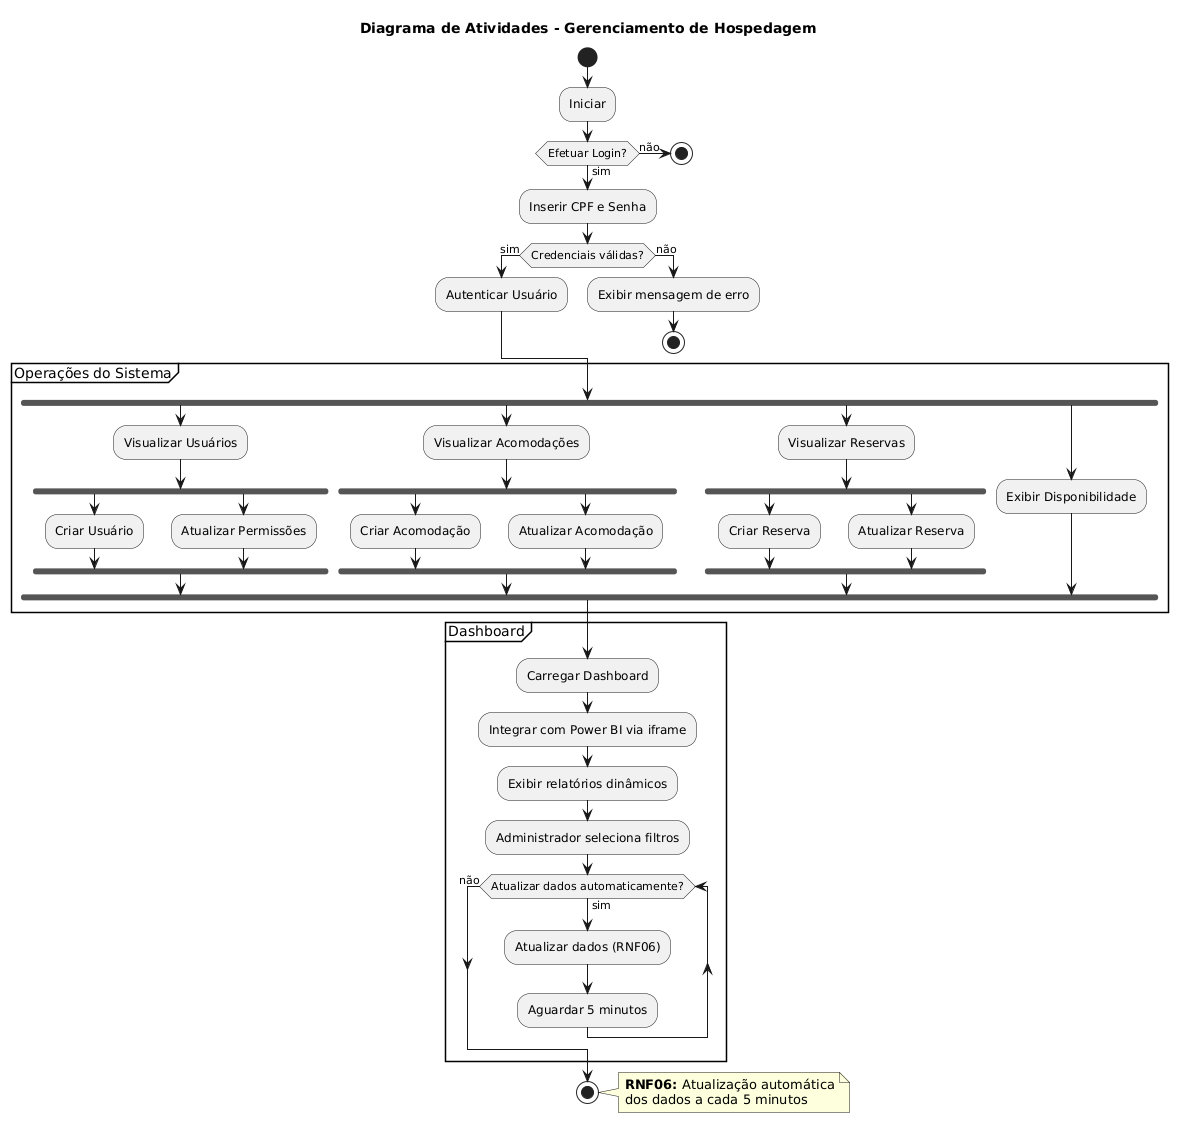 Diagrama de Atividades - Gerenciamento de Hospedagem
Iniciar
Efetuar Login?
não
sim
Inserir CPF e Senha
sim
Credenciais válidas?
não
Autenticar Usuário
Exibir mensagem de erro
Operações do Sistema
Visualizar Usuários
Visualizar Acomodações
Visualizar Reservas
Exibir Disponibilidade
Criar Usuário
Atualizar Permissões
Criar Acomodação
Atualizar Acomodação
Criar Reserva
Atualizar Reserva
Dashboard
Carregar Dashboard
Integrar com Power BI via iframe
Exibir relatórios dinâmicos
Administrador seleciona filtros
não
Atualizar dados automaticamente?
sim
Atualizar dados (RNF06)
Aguardar 5 minutos
RNF06: Atualização automática
dos dados a cada 5 minutos